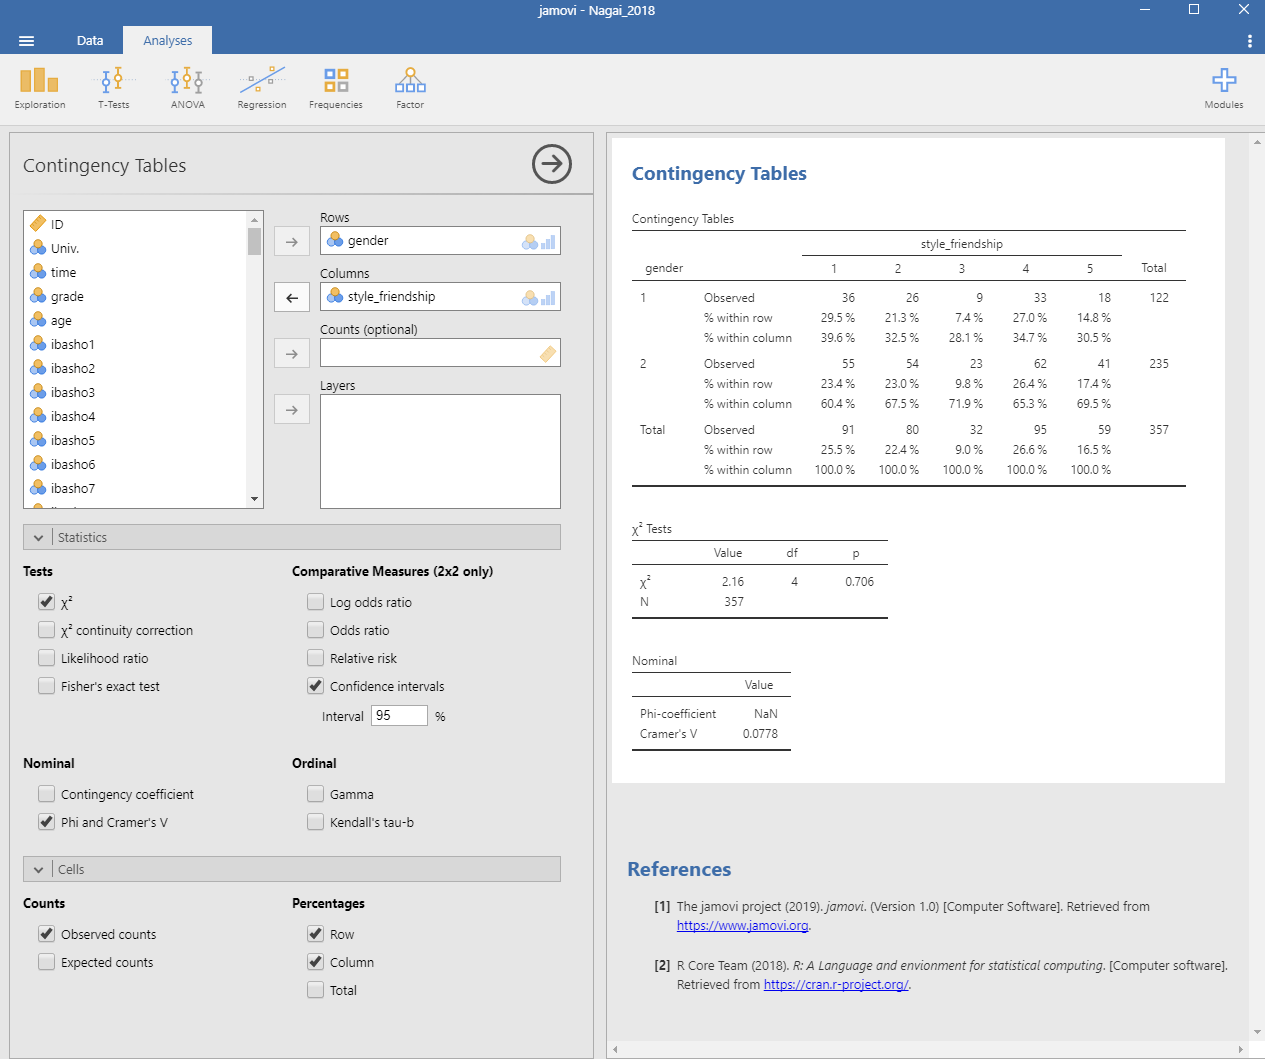 jamovi - Nagai_2018
Data Analyses
Exploration T-Tests ANOVA Regression Frequencies Factor Modules
Contingency Tables
ID
Univ.
time
grade
age
ibasho1
ibasho2
ibasho3
ibasho4
ibasho5
ibasho6
ibasho7
Rows
gender
Columns
style_friendship
Counts (optional)
Layers
Statistics
Tests
χ²
χ² continuity correction
Likelihood ratio
Fisher's exact test
Comparative Measures (2x2 only)
Log odds ratio
Odds ratio
Relative risk
Confidence intervals
Interval 95 %
Nominal
Contingency coefficient
Phi and Cramer's V
Ordinal
Gamma
Kendall's tau-b
Cells
Counts
Observed counts
Expected counts
Percentages
Row
Column
Total
Contingency Tables
Contingency Tables
style_friendship
gender 1 2 3 4 5 Total
1 Observed 36 26 9 33 18 122
% within row 29.5 % 21.3 % 7.4 % 27.0 % 14.8 %
% within column 39.6 % 32.5 % 28.1 % 34.7 % 30.5 %
2 Observed 55 54 23 62 41 235
% within row 23.4 % 23.0 % 9.8 % 26.4 % 17.4 %
% within column 60.4 % 67.5 % 71.9 % 65.3 % 69.5 %
Total Observed 91 80 32 95 59 357
% within row 25.5 % 22.4 % 9.0 % 26.6 % 16.5 %
% within column 100.0 % 100.0 % 100.0 % 100.0 % 100.0 %
χ² Tests
Value df p
χ² 2.16 4 0.706
N 357
Nominal
Value
Phi-coefficient NaN
Cramer's V 0.0778
References
[1] The jamovi project (2019). jamovi. (Version 1.0) [Computer Software]. Retrieved from
https://www.jamovi.org.
[2] R Core Team (2018). R: A Language and envionment for statistical computing. [Computer software].
Retrieved from https://cran.r-project.org/.